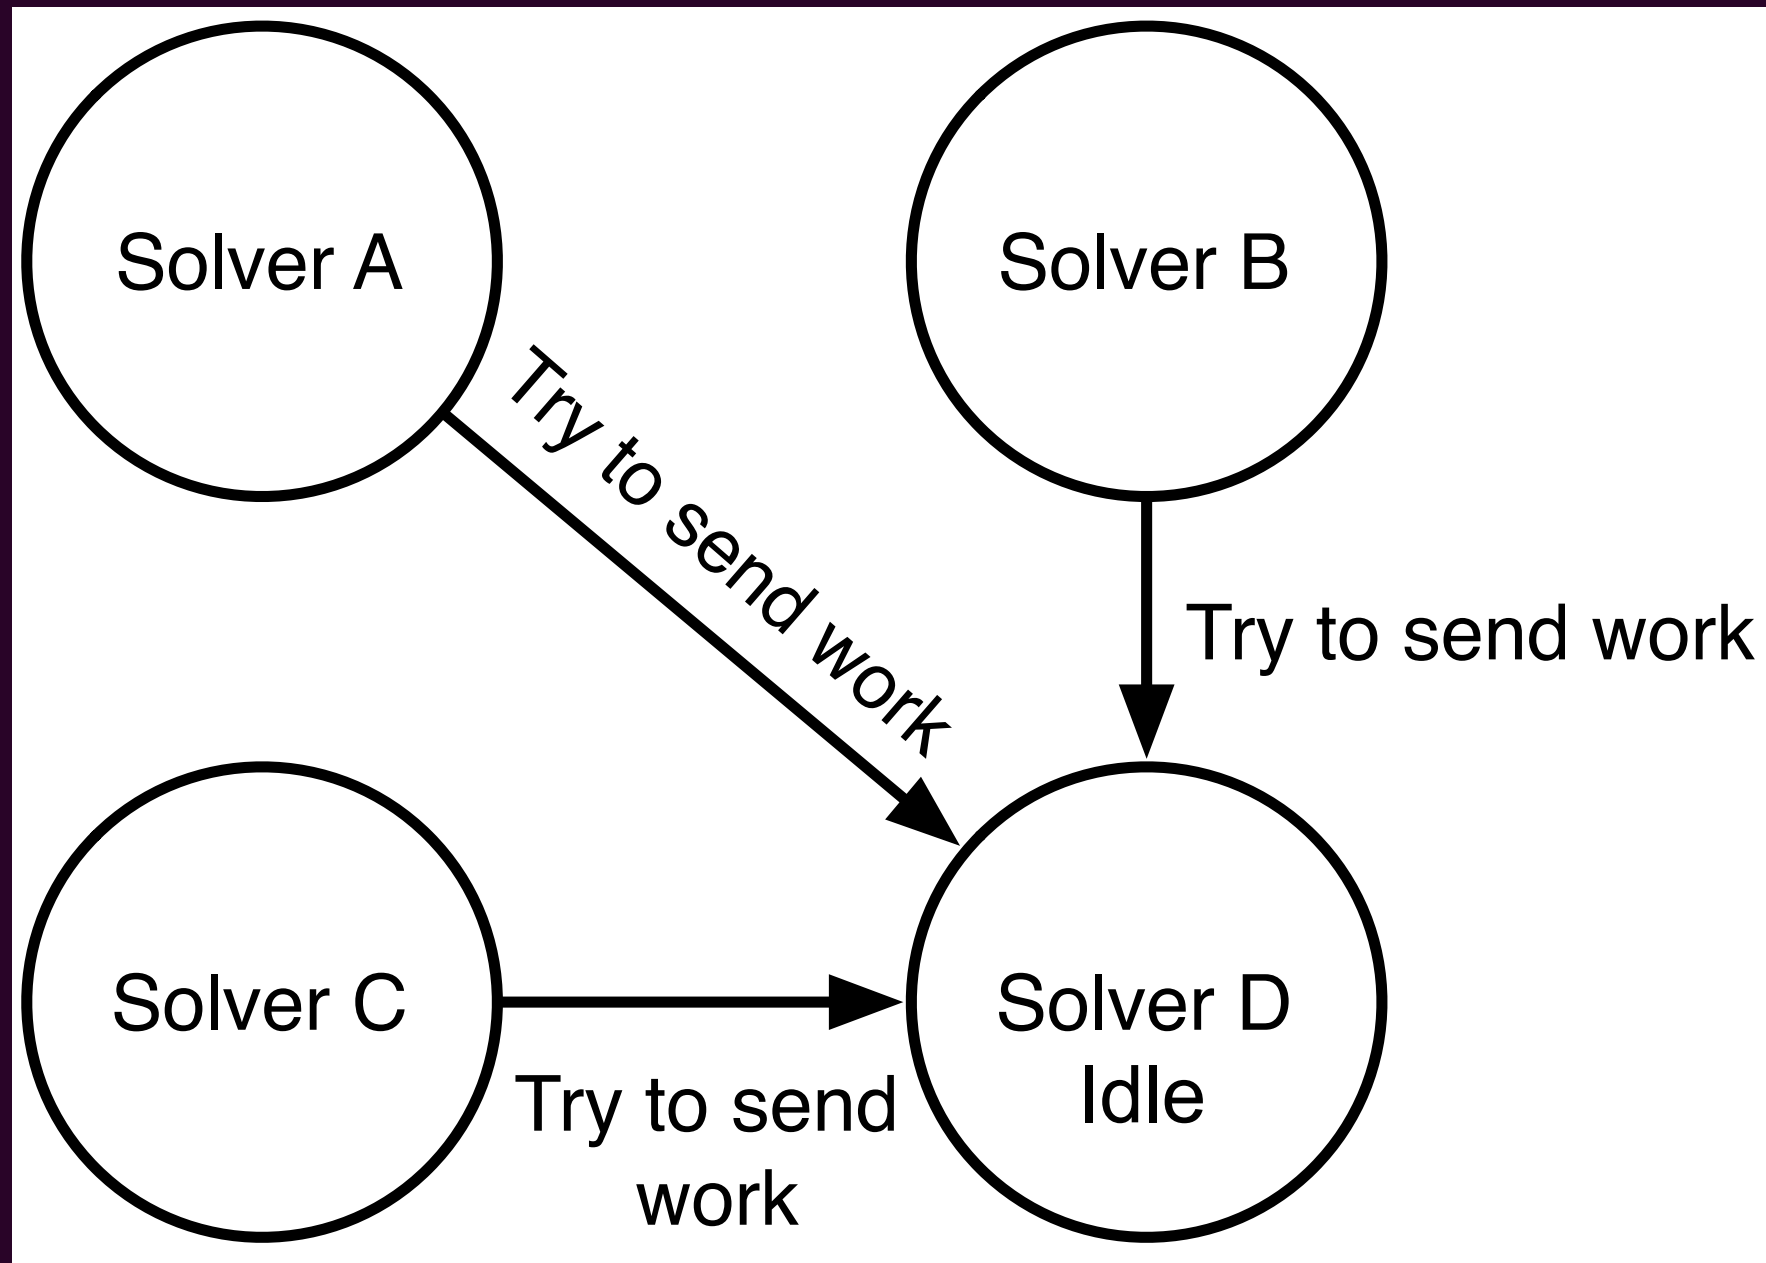 Solver A
Solver B
Try to send work
Try to send work
Solver C
Solver D
Idle
Try to send
work